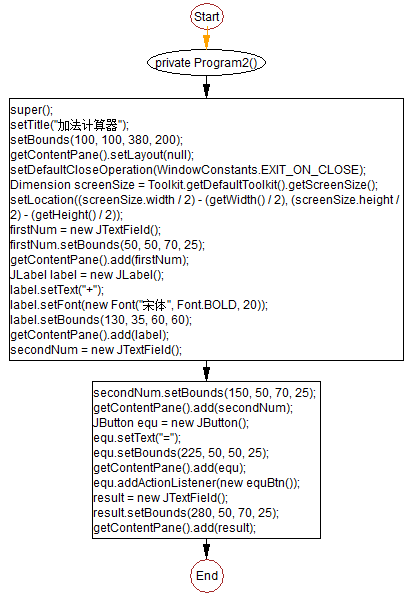 Start
private Program2()
super();
setTitle("加法计算器");
setBounds(100, 100, 380, 200);
getContentPane().setLayout(null);
setDefaultCloseOperation(WindowConstants.EXIT_ON_CLOSE);
Dimension screenSize = Toolkit.getDefaultToolkit().getScreenSize();
setLocation((screenSize.width / 2) - (getWidth() / 2), (screenSize.height /
2) - (getHeight() / 2));
firstNum = new JTextField();
firstNum.setBounds(50, 50, 70, 25);
getContentPane().add(firstNum);
JLabel label = new JLabel();
label.setText("+");
label.setFont(new Font("宋体", Font.BOLD, 20));
label.setBounds(130, 35, 60, 60);
getContentPane().add(label);
secondNum = new JTextField();
secondNum.setBounds(150, 50, 70, 25);
getContentPane().add(secondNum);
JButton equ = new JButton();
equ.setText("=");
equ.setBounds(225, 50, 50, 25);
getContentPane().add(equ);
equ.addActionListener(new equBtn());
result = new JTextField();
result.setBounds(280, 50, 70, 25);
getContentPane().add(result);
End